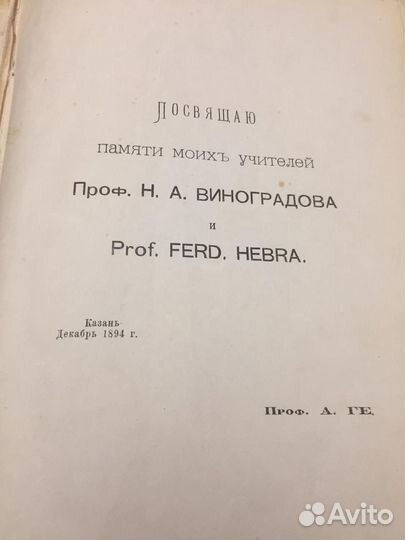 Посвящаю
памяти моихъ учителей
Проф. Н. А. ВИНОГРАДОВА
и
Prof. FERD. HEBRA.
Казань
Декабрь 1894 г.
Проф. А. ГЕ.
Avito